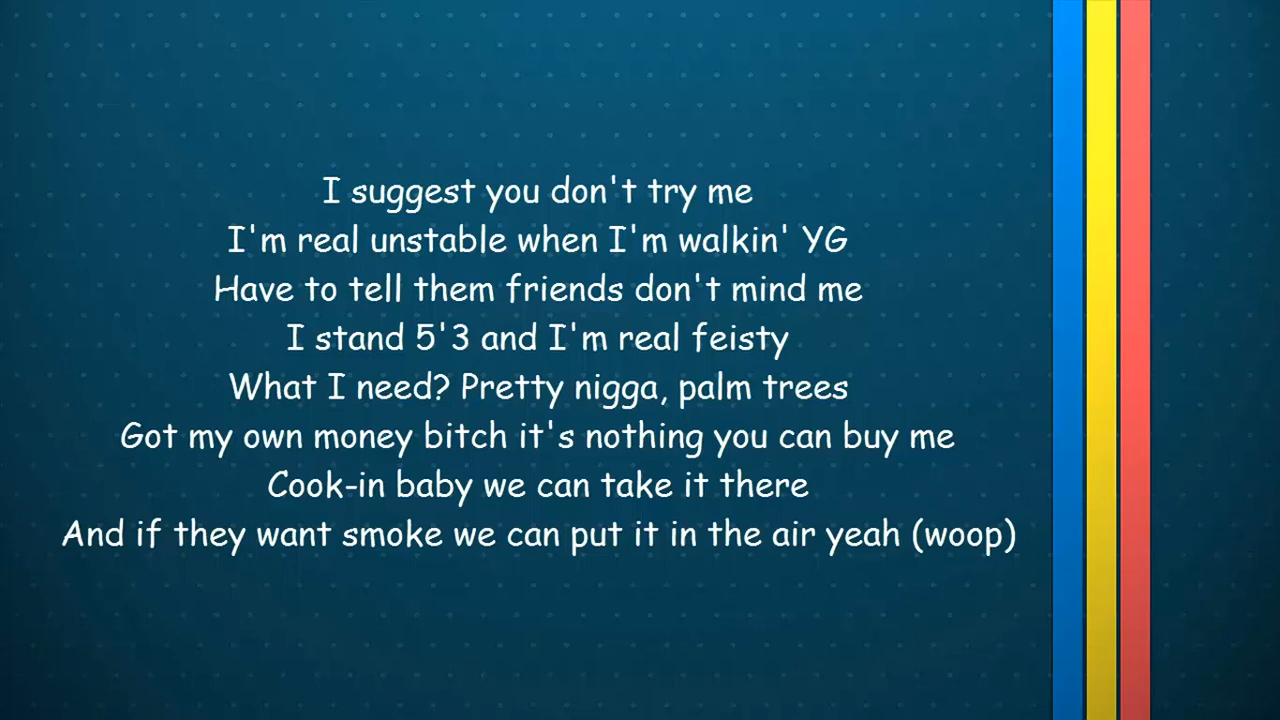 I suggest you don't try me
I'm real unstable when I'm walkin' YG
Have to tell them friends don't mind me
I stand 5'3 and I'm real feisty
What I need? Pretty nigga, palm trees
Got my own money bitch it's nothing you can buy me
Cook-in baby we can take it there
And if they want smoke we can put it in the air yeah (woop)